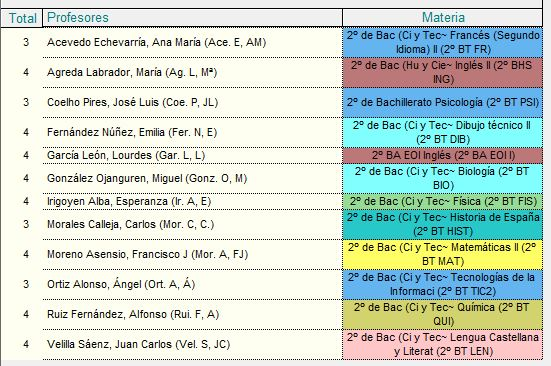 Total Profesores Materia
3 Acevedo Echevarría, Ana María (Ace. E, AM) 2º de Bac (Ci y Tec~ Francés (Segundo
Idioma) II (2º BT FR)
4 Agreda Labrador, María (Ag. L, Mª) 2º de Bac (Hu y Cie~ Inglés II (2º BHS
ING)
3 Coelho Pires, José Luis (Coe. P, JL) 2º de Bachillerato Psicología (2º BT PSI)
4 Fernández Núñez, Emilia (Fer. N, E) 2º de Bac (Ci y Tec~ Dibujo técnico II
(2º BT DIB)
4 García León, Lourdes (Gar. L, L) 2º BA EOI Inglés (2º BA EOI I)
4 González Ojanguren, Miguel (Gonz. O, M) 2º de Bac (Ci y Tec~ Biología (2º BT
BIO)
4 Irigoyen Alba, Esperanza (Ir. A, E) 2º de Bac (Ci y Tec~ Física (2º BT FIS)
3 Morales Calleja, Carlos (Mor. C, C.) 2º de Bac (Ci y Tec~ Historia de España
(2º BT HIST)
4 Moreno Asensio, Francisco J (Mor. A, FJ) 2º de Bac (Ci y Tec~ Matemáticas II (2º
BT MAT)
3 Ortiz Alonso, Ángel (Ort. A, Á) 2º de Bac (Ci y Tec~ Tecnologías de la
Informaci (2º BT TIC2)
4 Ruiz Fernández, Alfonso (Rui. F, A) 2º de Bac (Ci y Tec~ Química (2º BT
QUI)
4 Velilla Sáenz, Juan Carlos (Vel. S, JC) 2º de Bac (Ci y Tec~ Lengua Castellana
y Literat (2º BT LEN)